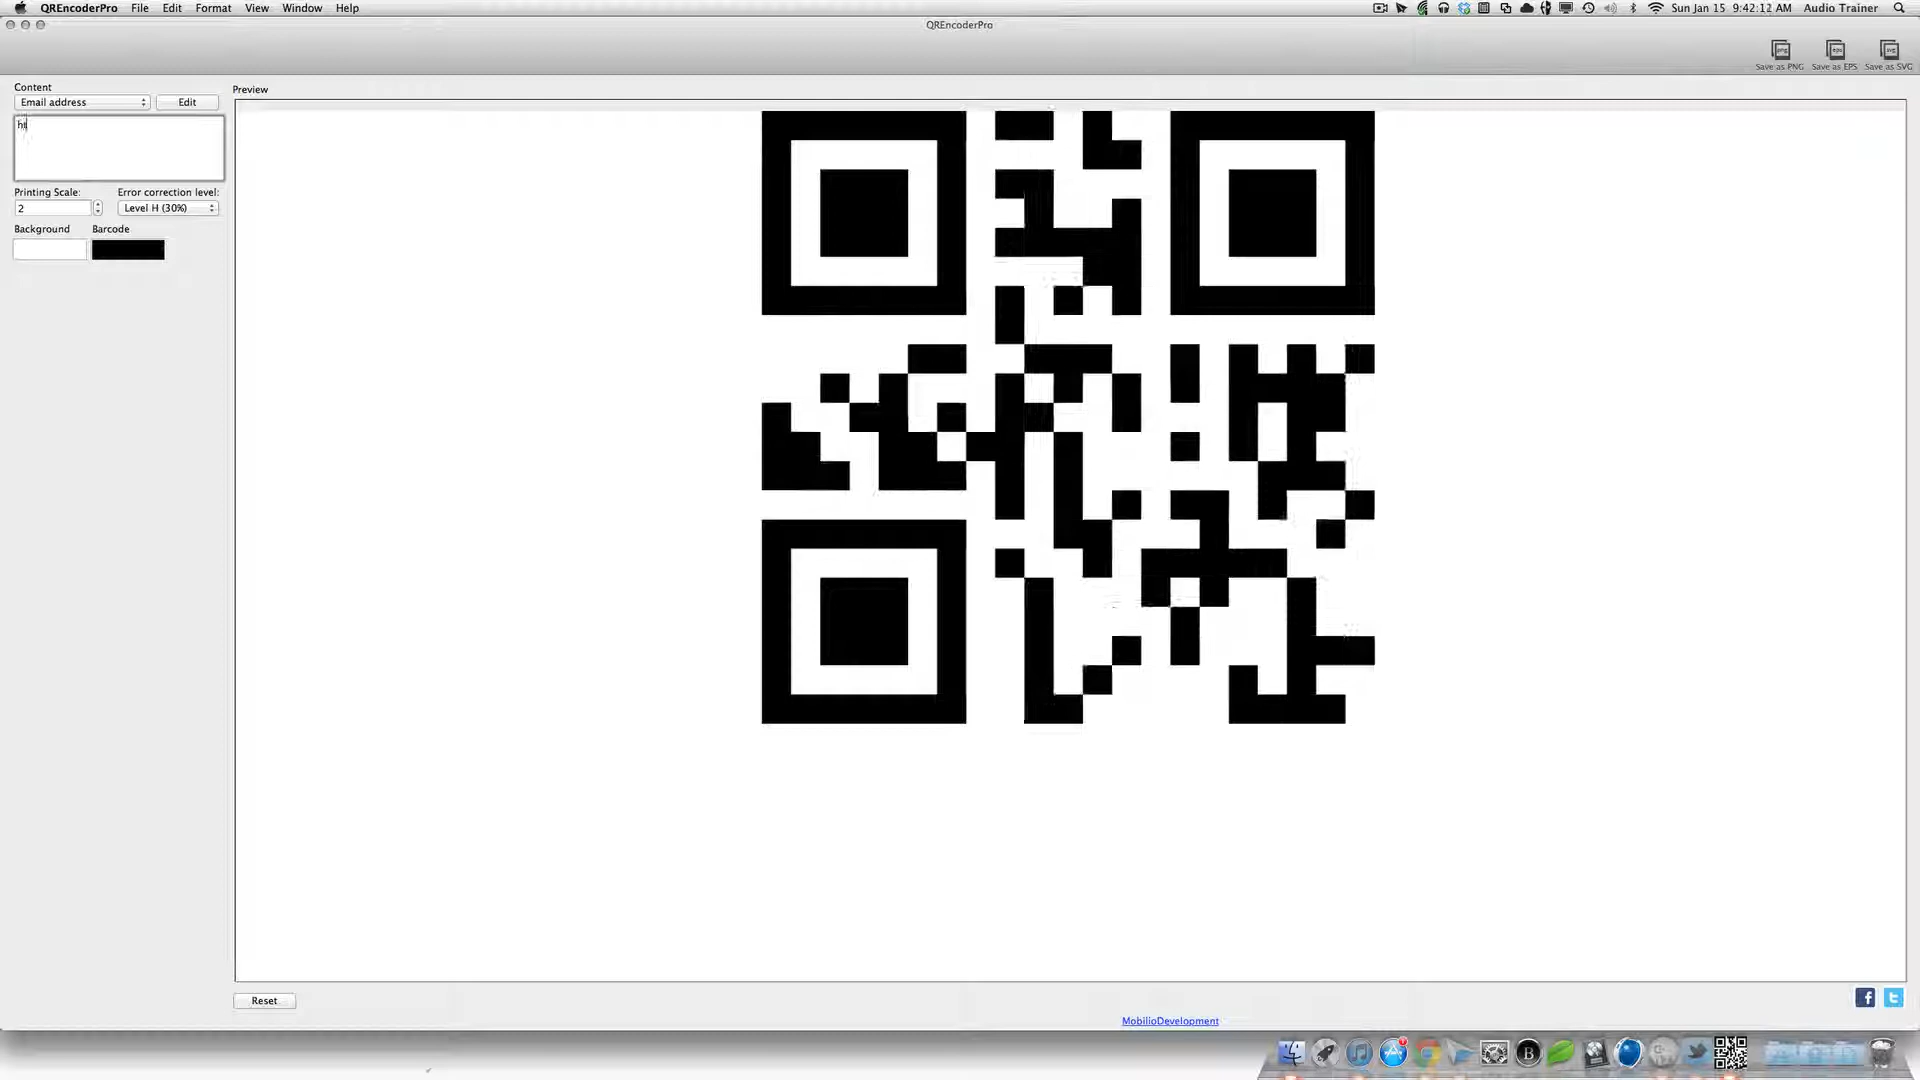 QREncoderPro File Edit Format View Window Help
Sun Jan 15 9:42:12 AM Audio Trainer
QREncoderPro
Save as PNG Save as EPS Save as SVG
Content
Preview
Email address Edit
Printing Scale: Error correction level:
2 Level H (30%)
Background Barcode
Reset
MobilioDevelopment